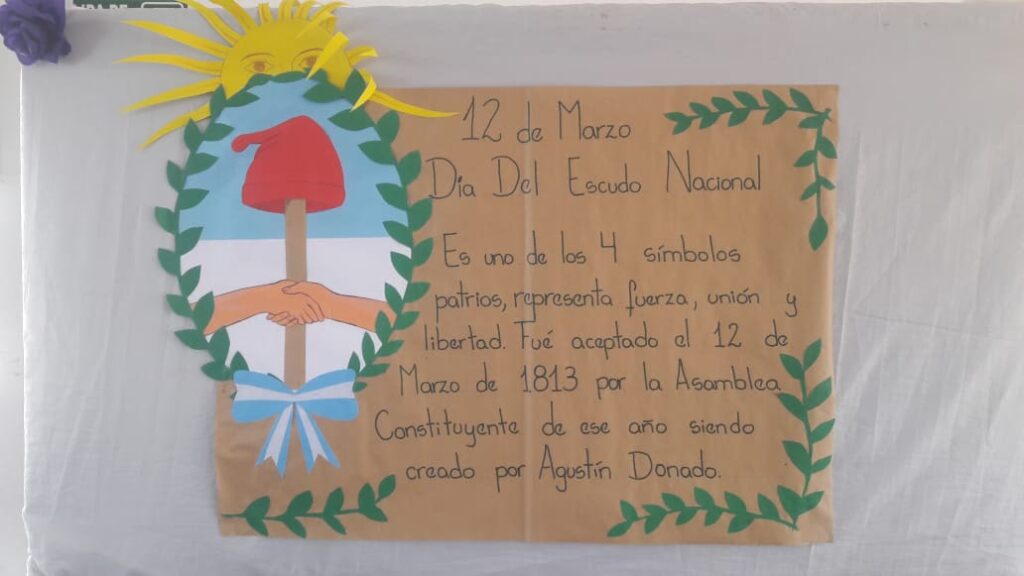 12 de Marzo
Dia Del Escudo Nacional
Es uno de los 4 símbolos
patrios, representa fuerza, unión y
libertad. Fué aceptado el 12 de
Marzo de 1813 por la Asamblea
Constituyente de ese año siendo
creado por Agustín Donado.